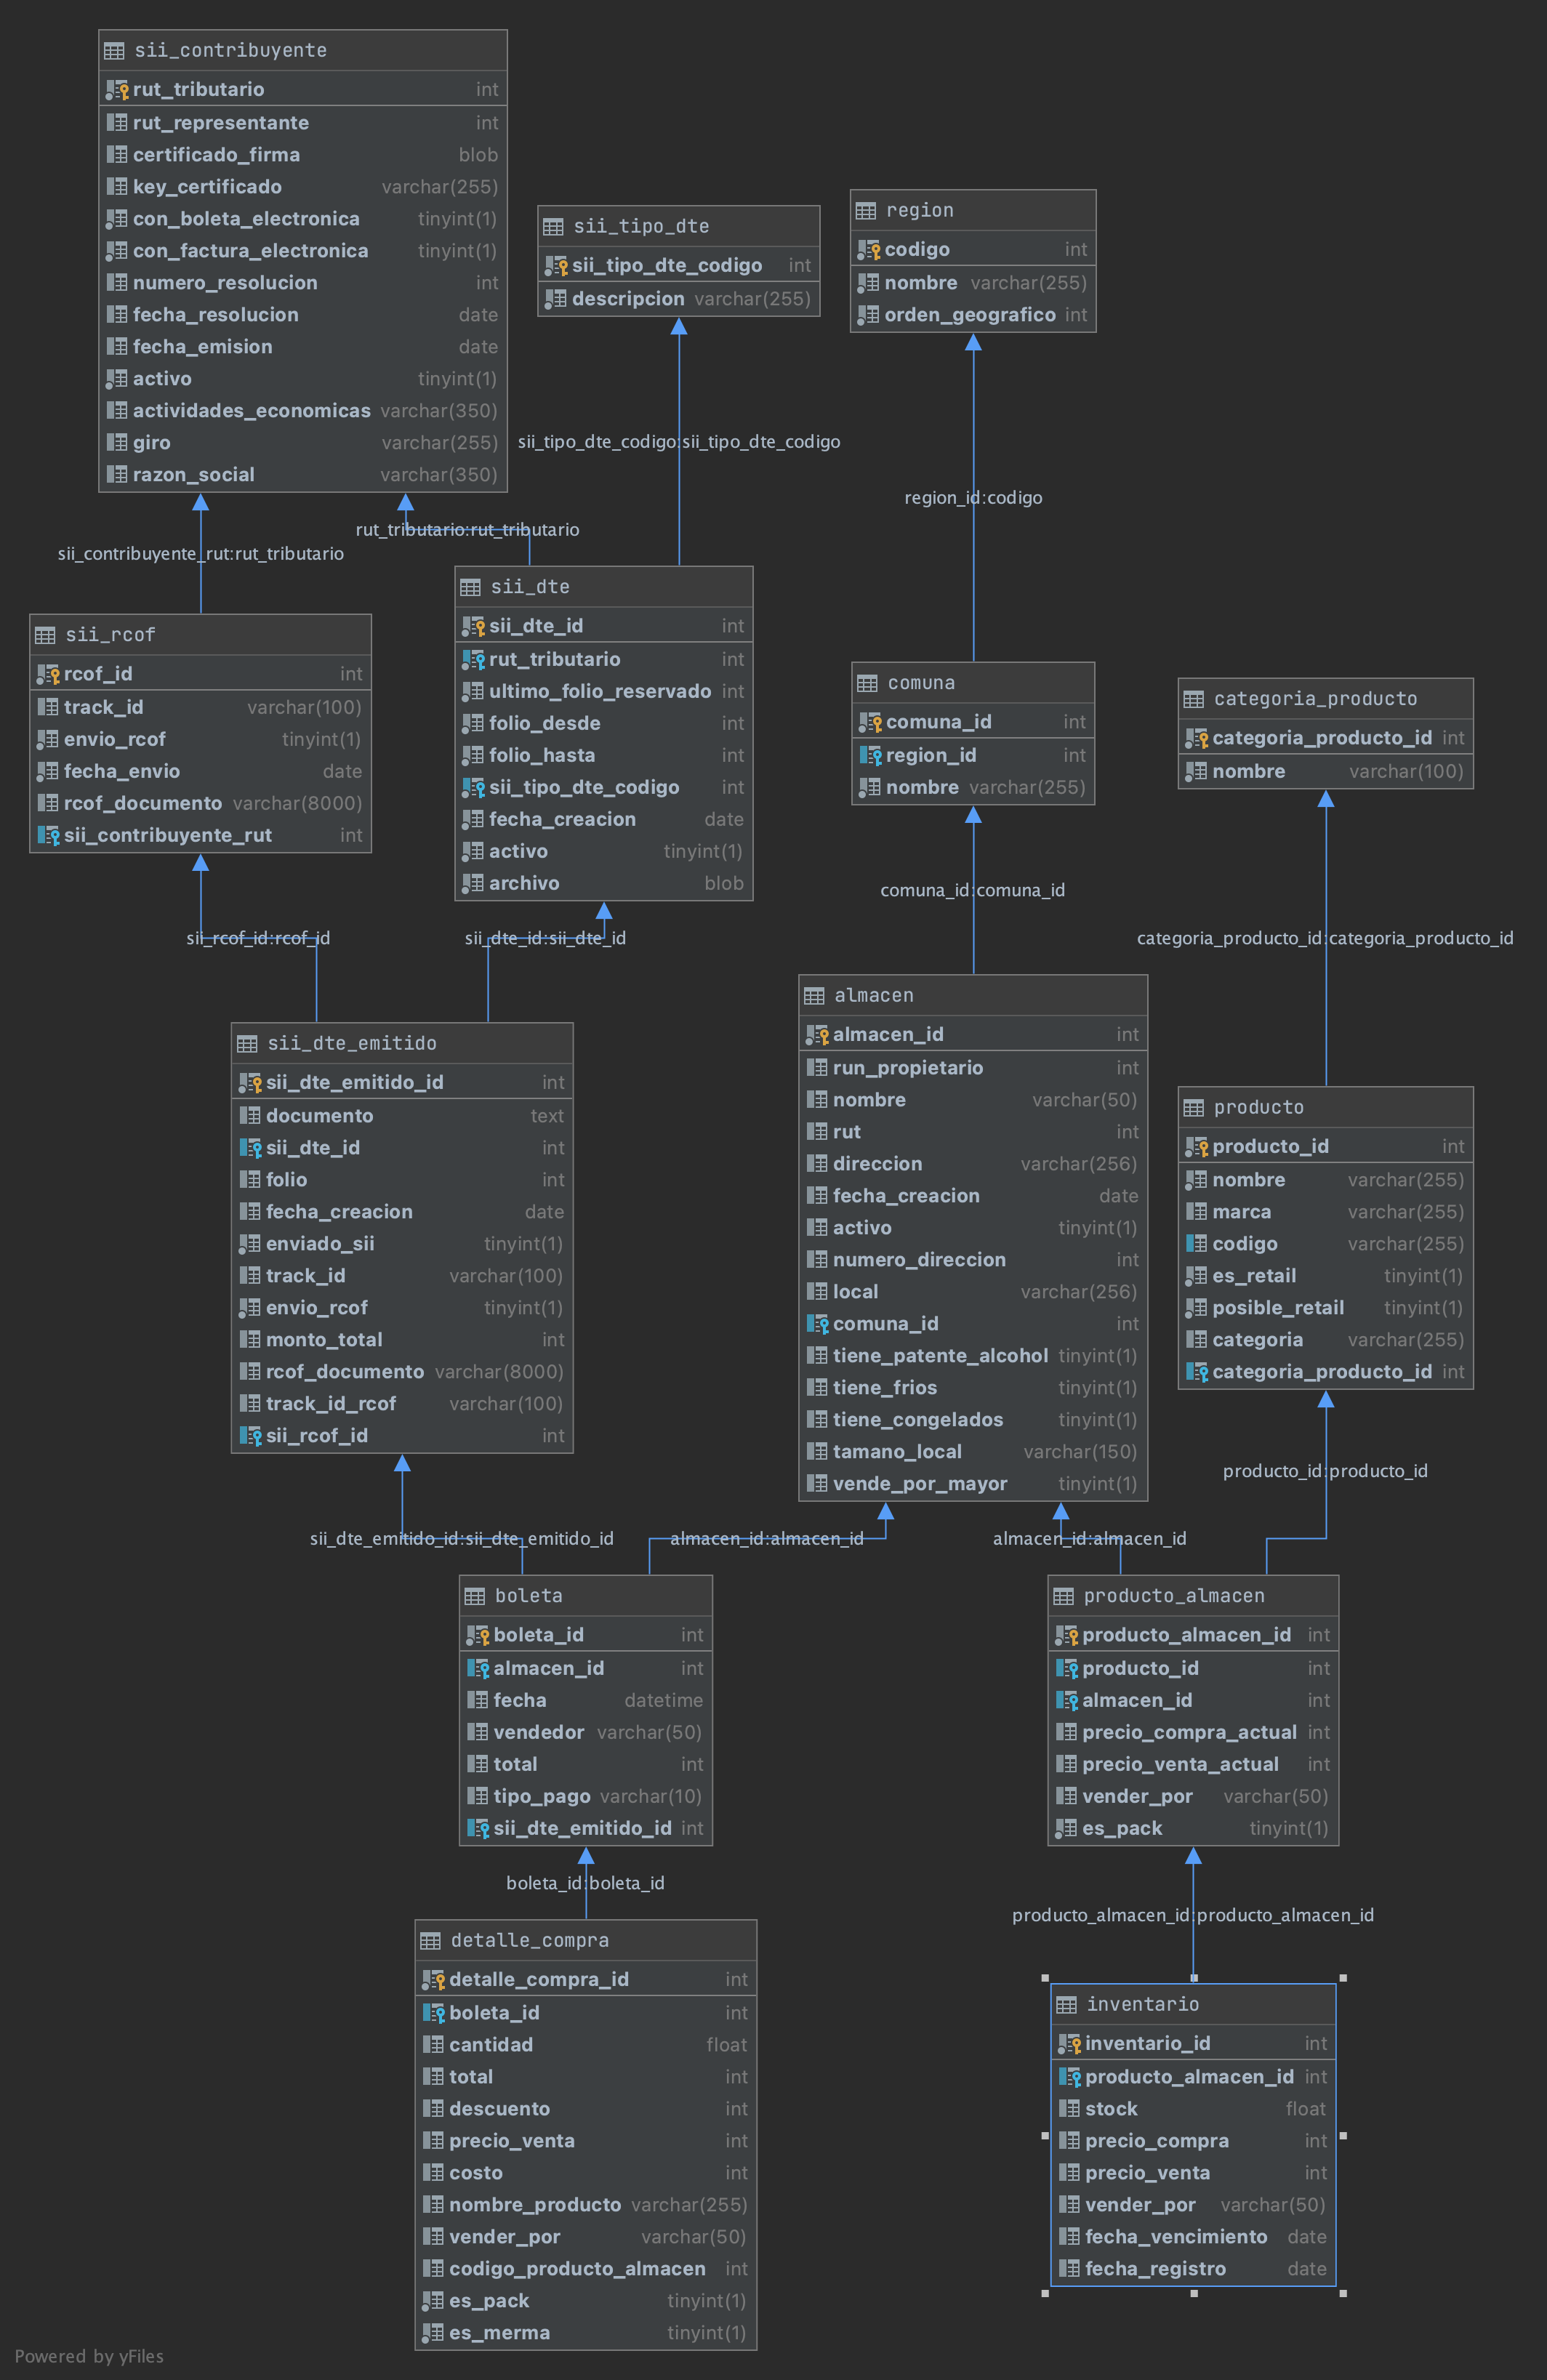 sii_contribuyente
rut_tributario int
rut_representante int
certificado_firma blob
key_certificado varchar(255)
con_boleta_electronica tinyint(1)
con_factura_electronica tinyint(1)
numero_resolucion int
fecha_resolucion date
fecha_emision date
activo tinyint(1)
actividades_economicas varchar(350)
giro varchar(255)
razon_social varchar(350)
sii_tipo_dte
sii_tipo_dte_codigo int
descripcion varchar(255)
region
codigo int
nombre varchar(255)
orden_geografico int
sii_tipo_dte_codigo:sii_tipo_dte_codigo
region_id:codigo
rut_tributario:rut_tributario
sii_contribuyente_rut:rut_tributario
sii_rcof
rcof_id int
track_id varchar(100)
envio_rcof tinyint(1)
fecha_envio date
rcof_documento varchar(8000)
sii_contribuyente_rut int
sii_dte
sii_dte_id int
rut_tributario int
ultimo_folio_reservado int
folio_desde int
folio_hasta int
sii_tipo_dte_codigo int
fecha_creacion date
activo tinyint(1)
archivo blob
comuna
comuna_id int
region_id int
nombre varchar(255)
categoria_producto
categoria_producto_id int
nombre varchar(100)
comuna_id:comuna_id
sii_rcof_id:rcof_id
sii_dte_id:sii_dte_id
categoria_producto_id:categoria_producto_id
sii_dte_emitido
sii_dte_emitido_id int
documento text
sii_dte_id int
folio int
fecha_creacion date
enviado_sii tinyint(1)
track_id varchar(100)
envio_rcof tinyint(1)
monto_total int
rcof_documento varchar(8000)
track_id_rcof varchar(100)
sii_rcof_id int
almacen
almacen_id int
run_propietario int
nombre varchar(50)
rut int
direccion varchar(256)
fecha_creacion date
activo tinyint(1)
numero_direccion int
local varchar(256)
comuna_id int
tiene_patente_alcohol tinyint(1)
tiene_frios tinyint(1)
tiene_congelados tinyint(1)
tamano_local varchar(150)
vende_por_mayor tinyint(1)
producto
producto_id int
nombre varchar(255)
marca varchar(255)
codigo varchar(255)
es_retail tinyint(1)
posible_retail tinyint(1)
categoria varchar(255)
categoria_producto_id int
producto_id:producto_id
sii_dte_emitido_id:sii_dte_emitido_id
almacen_id:almacen_id
almacen_id:almacen_id
boleta
boleta_id int
almacen_id int
fecha datetime
vendedor varchar(50)
total int
tipo_pago varchar(10)
sii_dte_emitido_id int
producto_almacen
producto_almacen_id int
producto_id int
almacen_id int
precio_compra_actual int
precio_venta_actual int
vender_por varchar(50)
es_pack tinyint(1)
boleta_id:boleta_id
producto_almacen_id:producto_almacen_id
detalle_compra
detalle_compra_id int
boleta_id int
cantidad float
total int
descuento int
precio_venta int
costo int
nombre_producto varchar(255)
vender_por varchar(50)
codigo_producto_almacen int
es_pack tinyint(1)
es_merma tinyint(1)
inventario
inventario_id int
producto_almacen_id int
stock float
precio_compra int
precio_venta int
vender_por varchar(50)
fecha_vencimiento date
fecha_registro date
Powered by yFiles